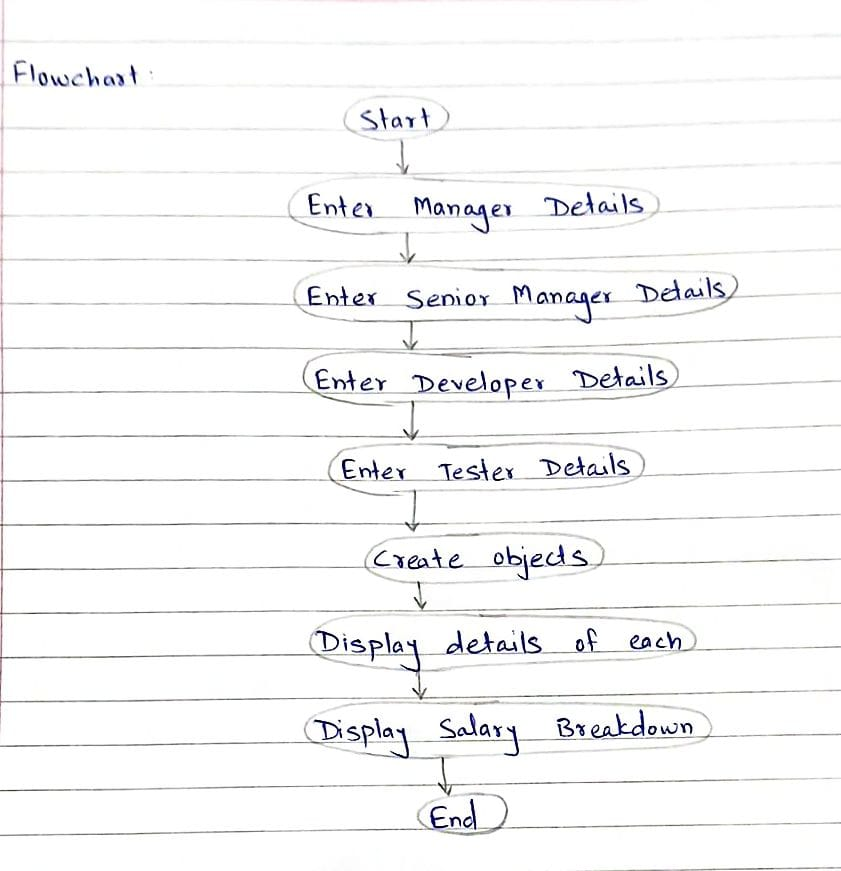 Flowchart:
Start
Enter Manager Details
Enter Senior Manager Details
Enter Developer Details
Enter Tester Details
Create objects
Display details of each
Display Salary Breakdown
End